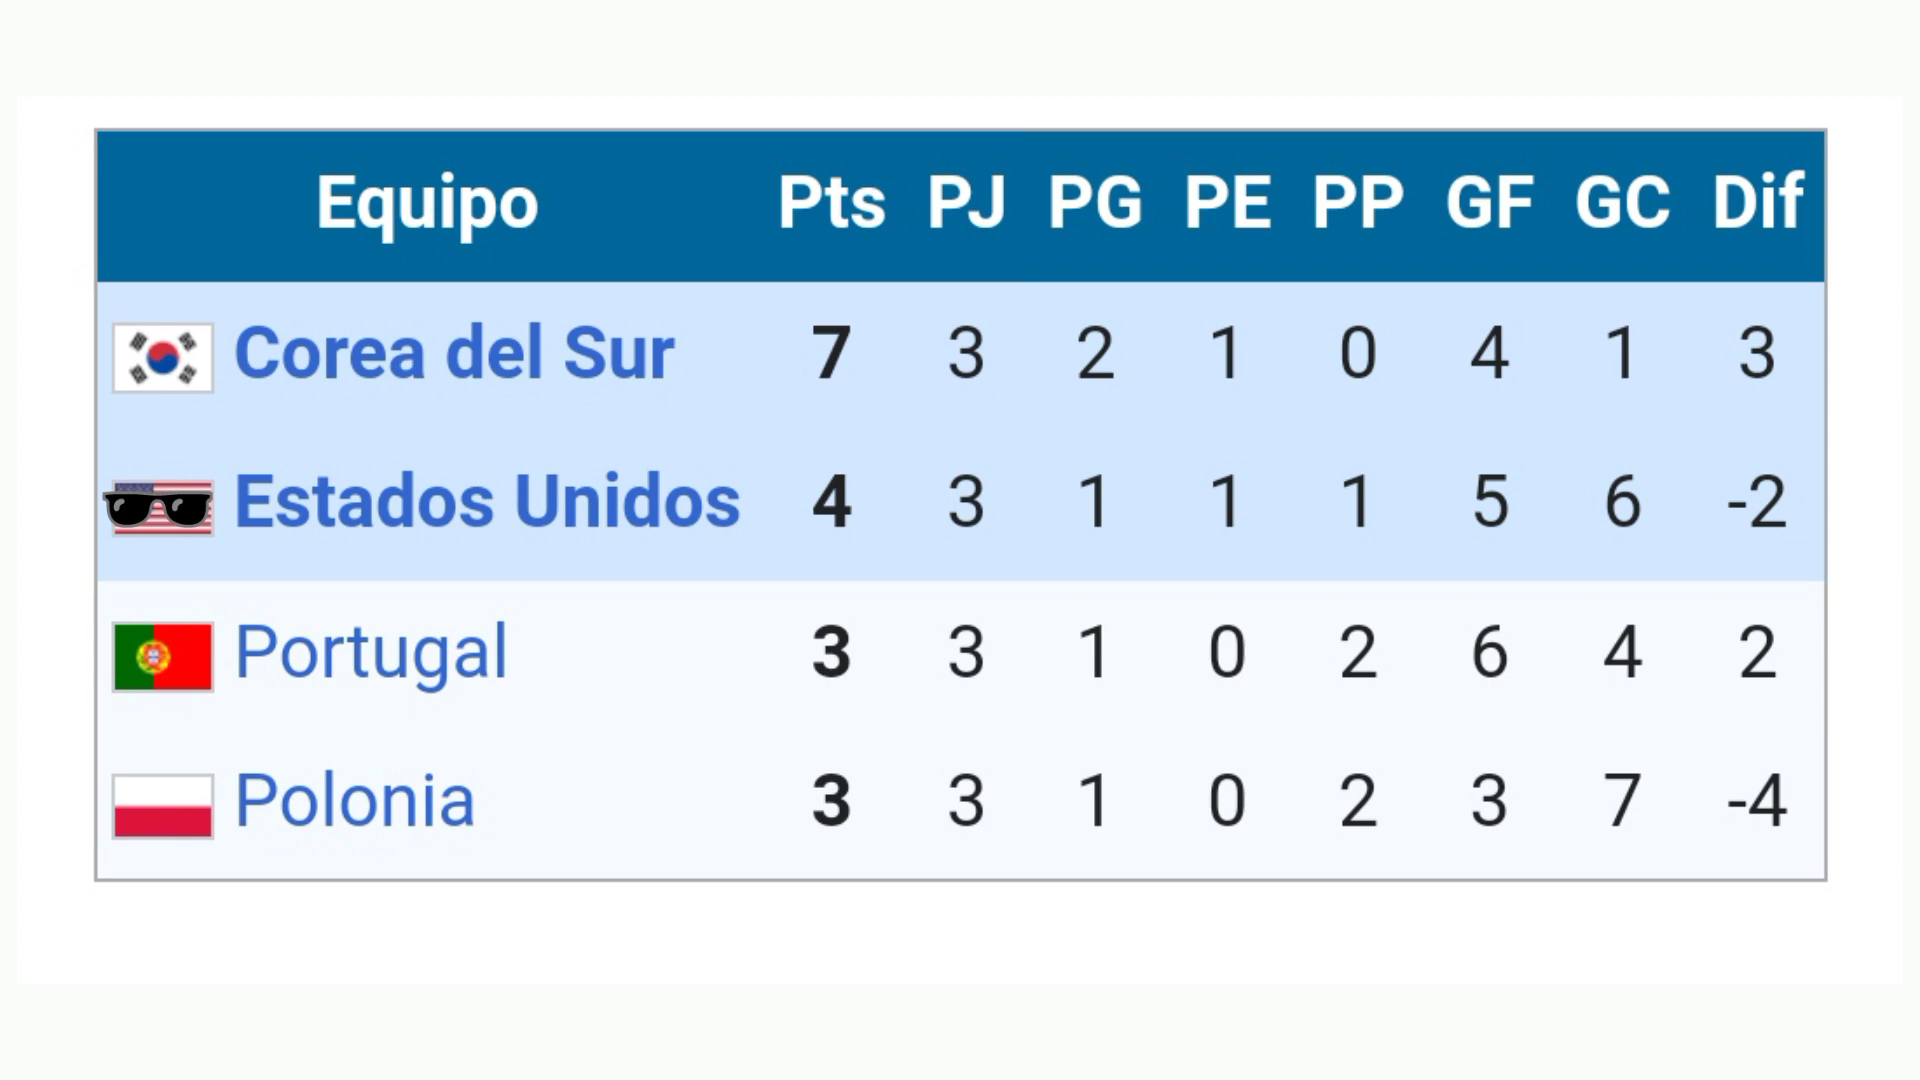 Equipo Pts PJ PG PE PP GF GC Dif
Corea del Sur 7 3 2 1 0 4 1 3
Estados Unidos 4 3 1 1 1 5 6 -2
Portugal 3 3 1 0 2 6 4 2
Polonia 3 3 1 0 2 3 7 -4